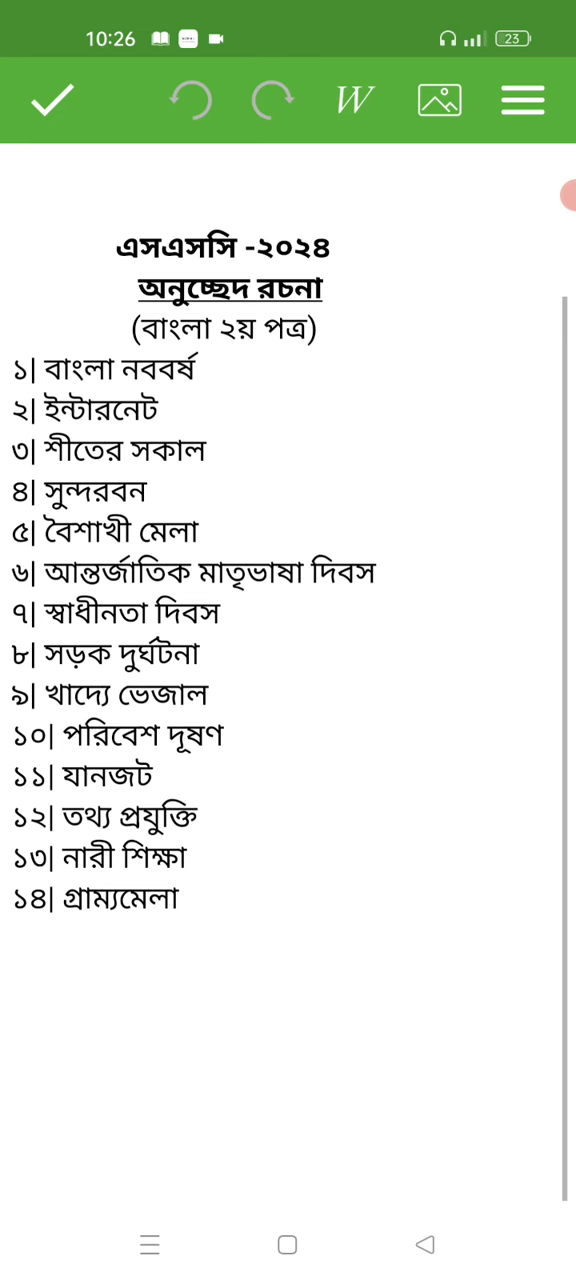 10:26
23
W
এসএসসি -২০২৪
অনুচ্ছেদ রচনা
(বাংলা ২য় পত্র)
১| বাংলা নববর্ষ
২| ইন্টারনেট
৩| শীতের সকাল
৪| সুন্দরবন
৫| বৈশাখী মেলা
৬| আন্তর্জাতিক মাতৃভাষা দিবস
৭| স্বাধীনতা দিবস
৮| সড়ক দুর্ঘটনা
৯| খাদ্যে ভেজাল
১০| পরিবেশ দূষণ
১১| যানজট
১২| তথ্য প্রযুক্তি
১৩| নারী শিক্ষা
১৪| গ্রাম্যমেলা